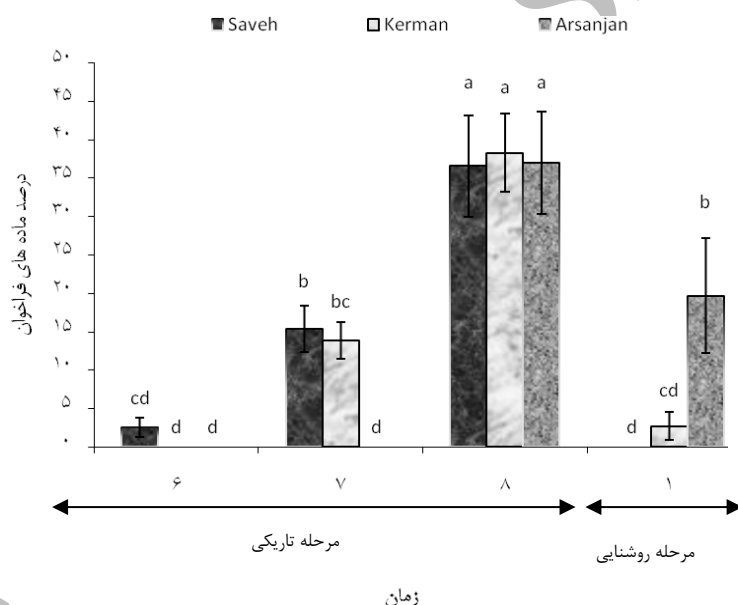 Saveh Kerman Arsanjan
۵۰
۴۵
۴۰
۳۵
۳۰
۲۵
۲۰
۱۵
۱۰
۵
۰
درصد ماده های فراخوان
cd d d
b bc d
a a a
d cd b
۶ ۷ ۸ ۱
مرحله تاریکی
مرحله روشنایی
زمان